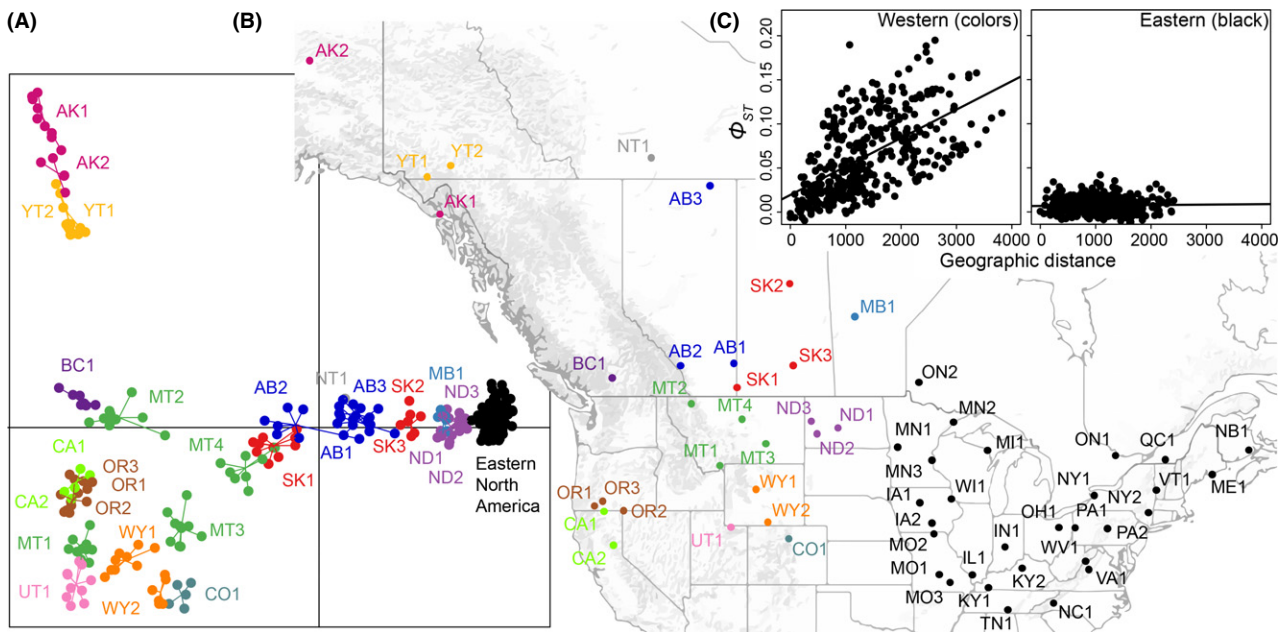 (A)
AK1
AK2
YT2 YT1
BC1
MT2
AB2
NT1
AB3
SK2
MB1
ND3
MT4
SK1
AB1
SK3
ND1
ND2
Eastern
North
America
CA1
OR3
OR1
CA2
OR2
MT1
WY1
MT3
UT1
WY2
CO1
(B)
AK2
YT1
YT2
NT1
AK1
AB3
SK2
MB1
BC1
AB2
AB1
SK3
SK1
MT2
MT4
MT1
MT3
ND3
ND1
ND2
OR1
OR3
OR2
CA1
CA2
WY1
WY2
UT1
CO1
ON2
MN2
MN1
MI1
MN3
ON1
QC1
NB1
IA1
WI1
NY1
NY2
VT1
ME1
IA2
OH1
PA1
PA2
MO2
IN1
WV1
MO1
IL1
KY2
VA1
MO3
KY1
TN1
NC1
(C)
Western (colors)
Eastern (black)
ΦST
0.20
0.15
0.10
0.05
0.00
0 1000 2000 3000 4000
0 1000 2000 3000 4000
Geographic distance